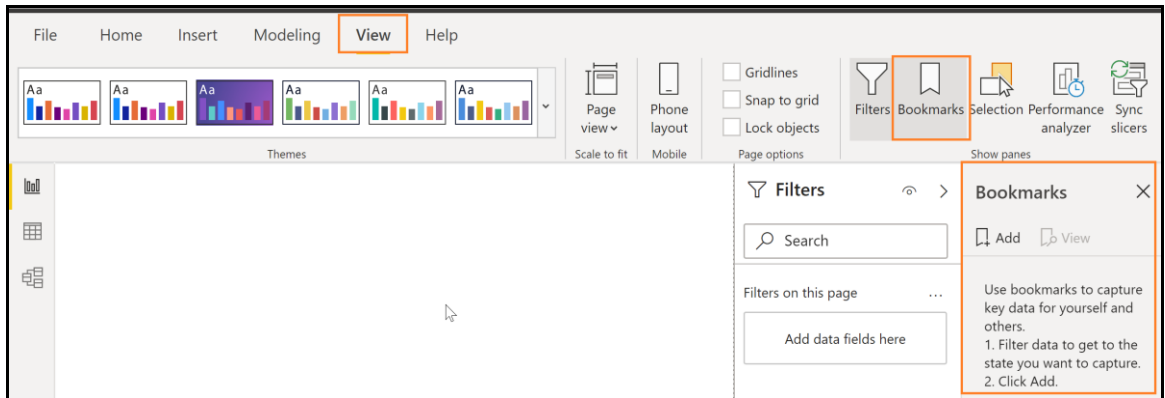 File Home Insert Modeling View Help
Aa Aa Aa Aa Aa Aa
Page
view
Phone
layout
Gridlines
Snap to grid
Lock objects
Filters Bookmarks Selection Performance
analyzer
Sync
slicers
Themes Scale to fit Mobile Page options Show panes
Filters
Search
Filters on this page ...
Add data fields here
Bookmarks
Add View
Use bookmarks to capture
key data for yourself and
others.
1. Filter data to get to the
state you want to capture.
2. Click Add.